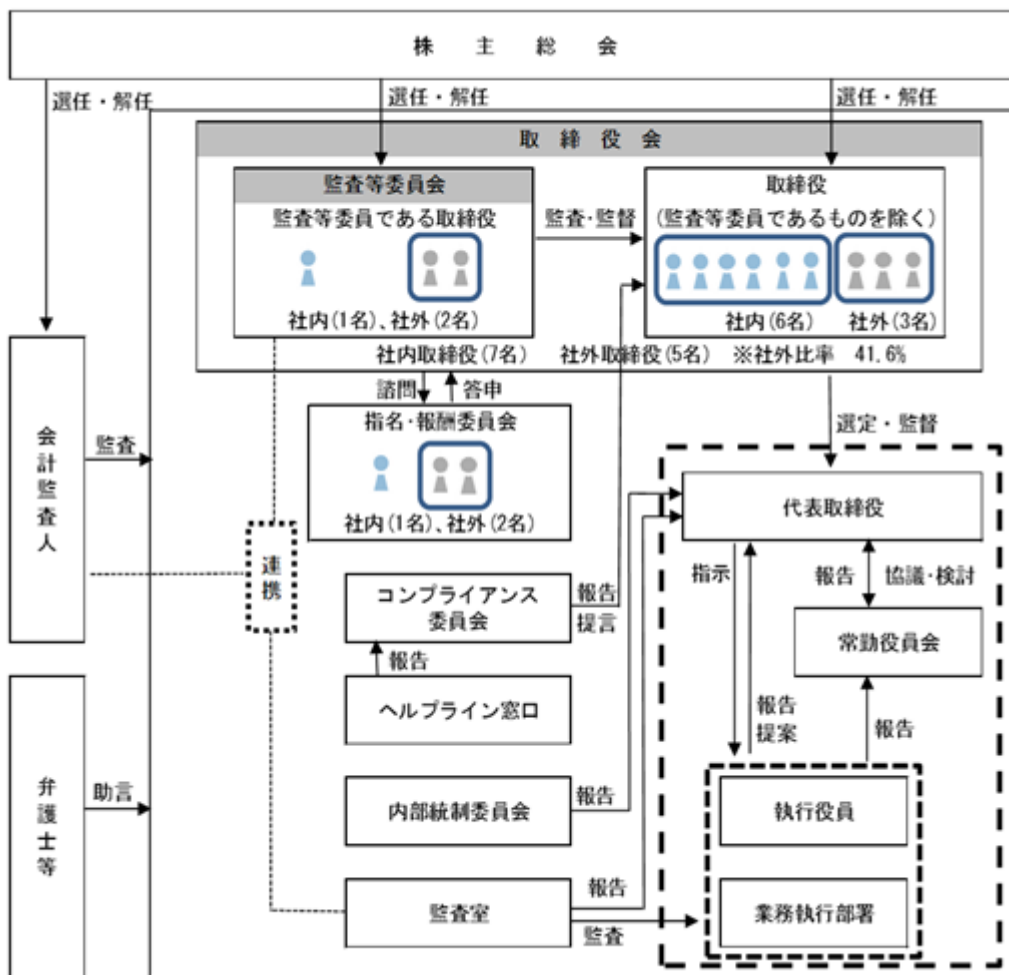 株主総会
選任・解任
選任・解任
選任・解任
取締役会
監査等委員会
監査等委員である取締役
社内(1名)、社外(2名)
監査・監督
取締役
(監査等委員であるものを除く)
社内(6名)
社外(3名)
社内取締役(7名)
社外取締役(5名)
※社外比率 41.6%
諮問
答申
指名・報酬委員会
社内(1名)、社外(2名)
選定・監督
会計監査人
監査
連携
代表取締役
指示
報告
協議・検討
コンプライアンス
委員会
報告
提言
常勤役員会
報告
ヘルプライン窓口
報告
提案
報告
弁護士等
助言
内部統制委員会
報告
執行役員
監査室
報告
監査
業務執行部署